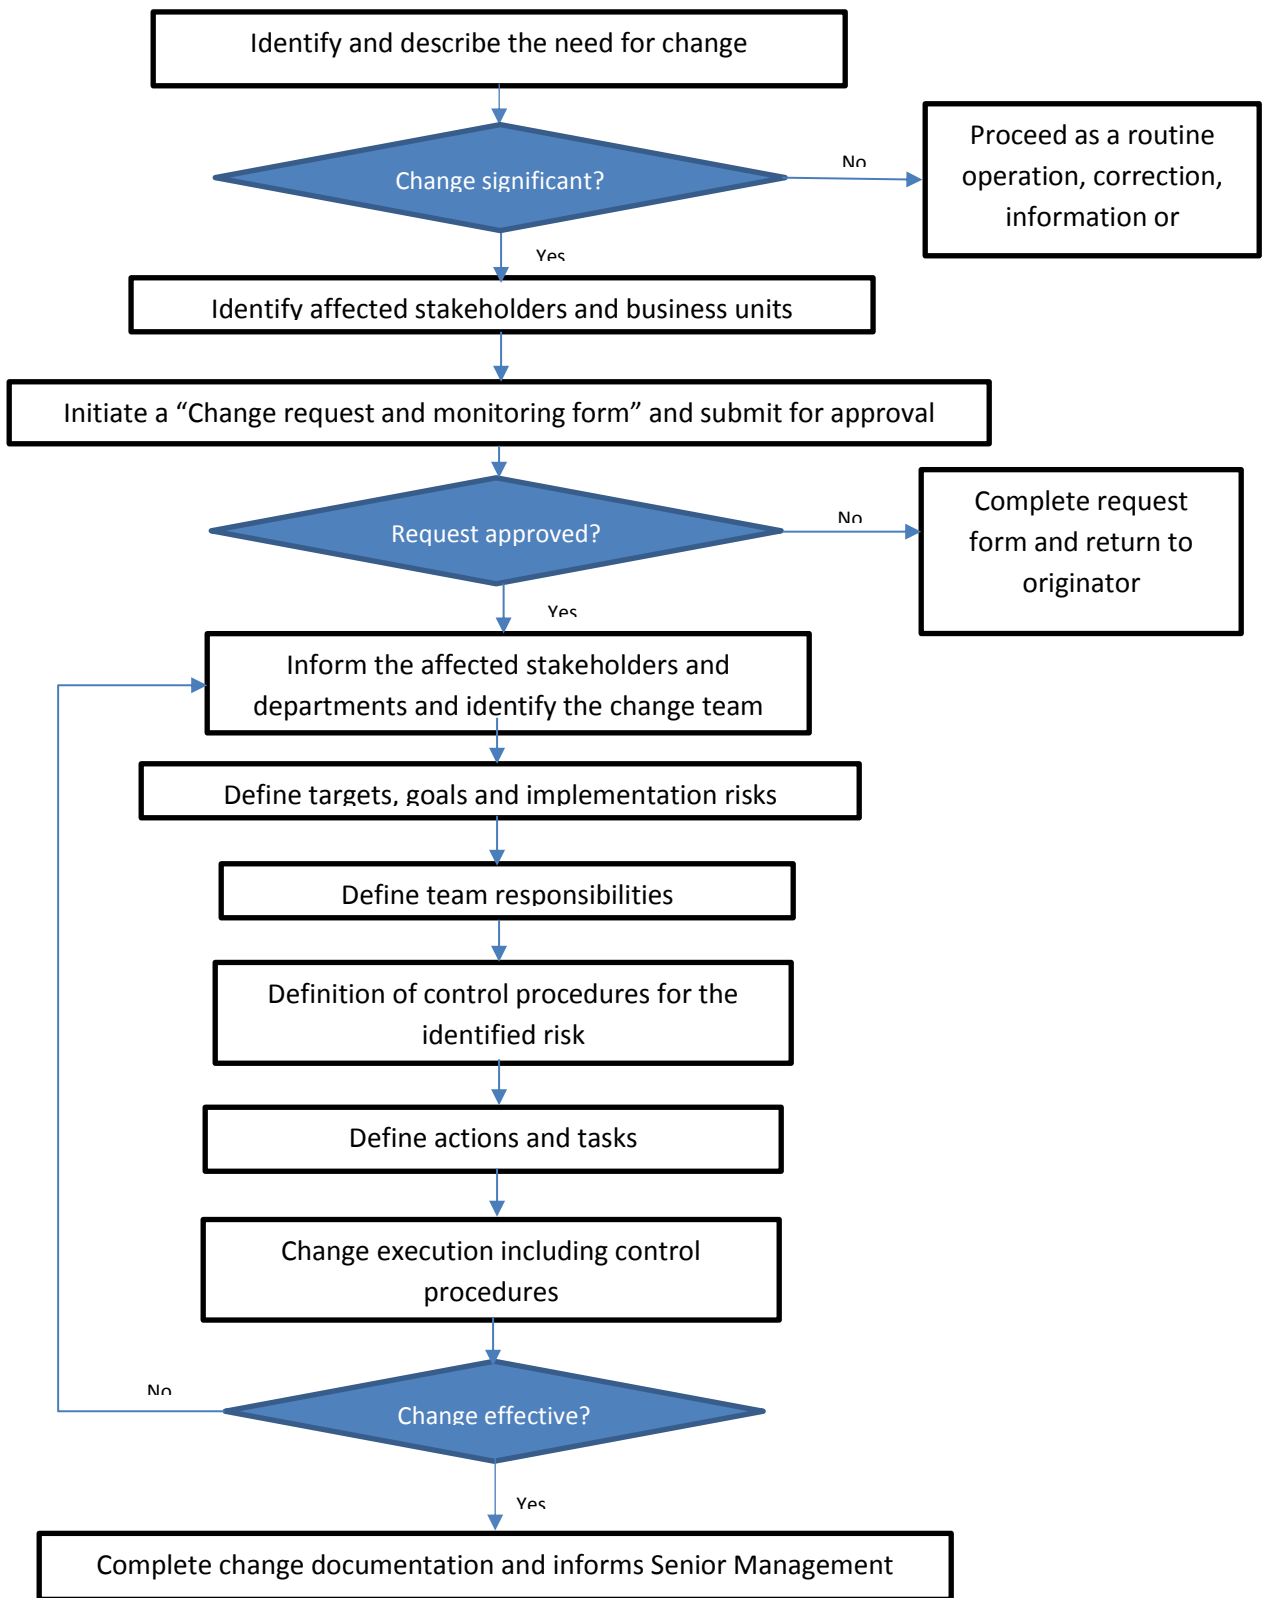 Identify and describe the need for change
Change significant?
No
Proceed as a routine
operation, correction,
information or
Yes
Identify affected stakeholders and business units
Initiate a “Change request and monitoring form” and submit for approval
Request approved?
No
Complete request
form and return to
originator
Yes
Inform the affected stakeholders and
departments and identify the change team
Define targets, goals and implementation risks
Define team responsibilities
Definition of control procedures for the
identified risk
Define actions and tasks
Change execution including control
procedures
No
Change effective?
Yes
Complete change documentation and informs Senior Management